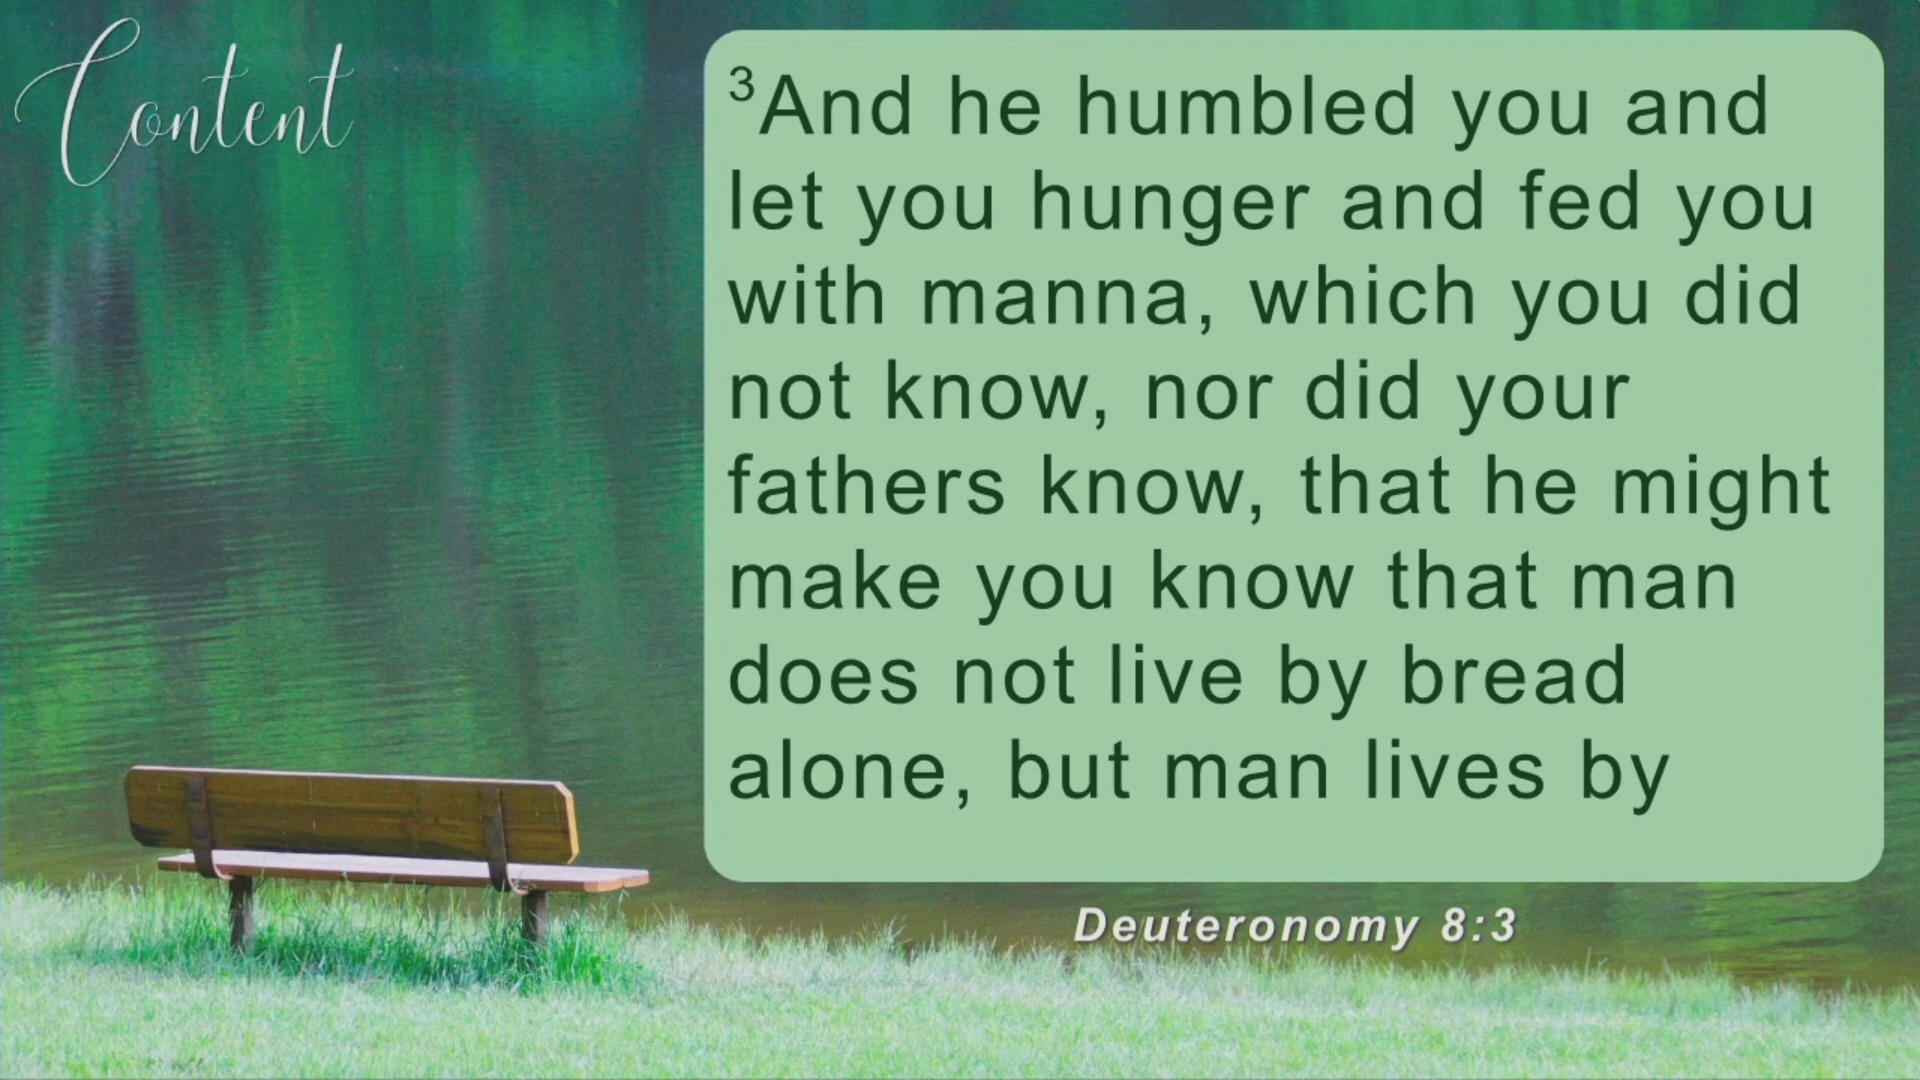 Content
³And he humbled you and
let you hunger and fed you
with manna, which you did
not know, nor did your
fathers know, that he might
make you know that man
does not live by bread
alone, but man lives by
Deuteronomy 8:3